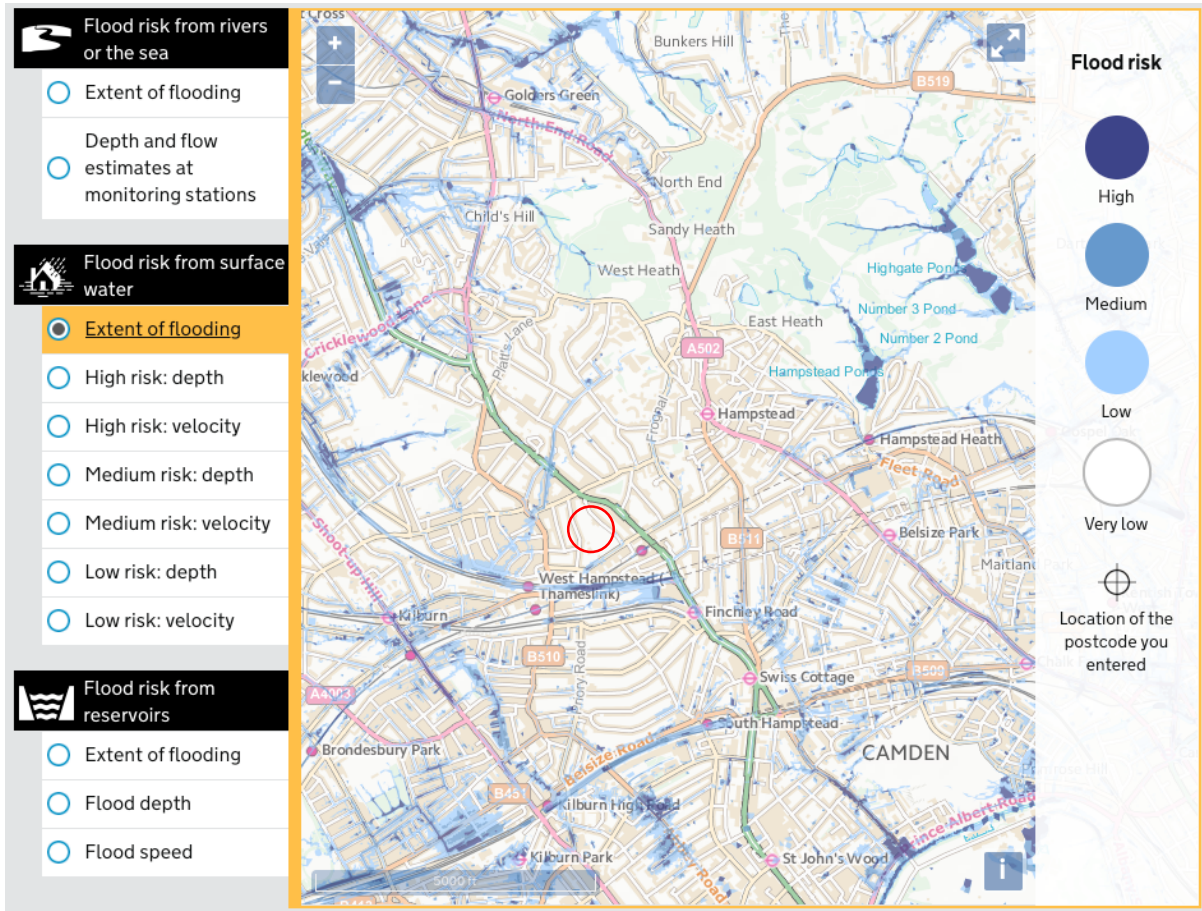 Flood risk from rivers
or the sea
Extent of flooding
Depth and flow
estimates at
monitoring stations
Flood risk from surface
water
Extent of flooding
High risk: depth
High risk: velocity
Medium risk: depth
Medium risk: velocity
Low risk: depth
Low risk: velocity
Flood risk from
reservoirs
Extent of flooding
Flood depth
Flood speed
+
−
t Cross
Bunkers Hill
B519
Golders Green
North End Road
North End
Child's Hill
Sandy Heath
West Heath
Highgate Pon
Number 3 Pond
East Heath
Number 2 Pond
Cricklewood Lane
Platt's Lane
A502
klewood
Hampstead Ponds
Hampstead
Frognal
Hampstead Heath
Fleet Road
Shoot-up Hill
B511
Belsize Park
Maitland Park
West Hampstead (
Thameslink)
Kilburn
Finchley Road
B510
Priory Road
B509
A4003
Swiss Cottage
South Hampstead
Brondesbury Park
Belsize Road
CAMDEN
B451
Kilburn High Road
Prince Albert Road
Kilburn Park
St John's Wood
5000 ft
i
Flood risk
High
Medium
Low
Very low
Location of the
postcode you
entered